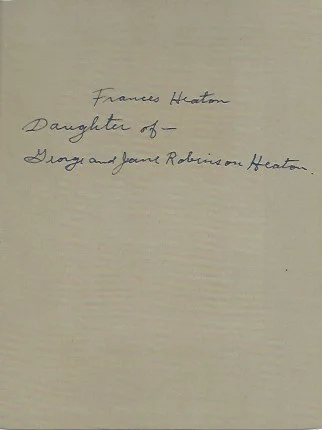 Frances Heaton
Daughter of—
George and Jane Robinson Heaton.